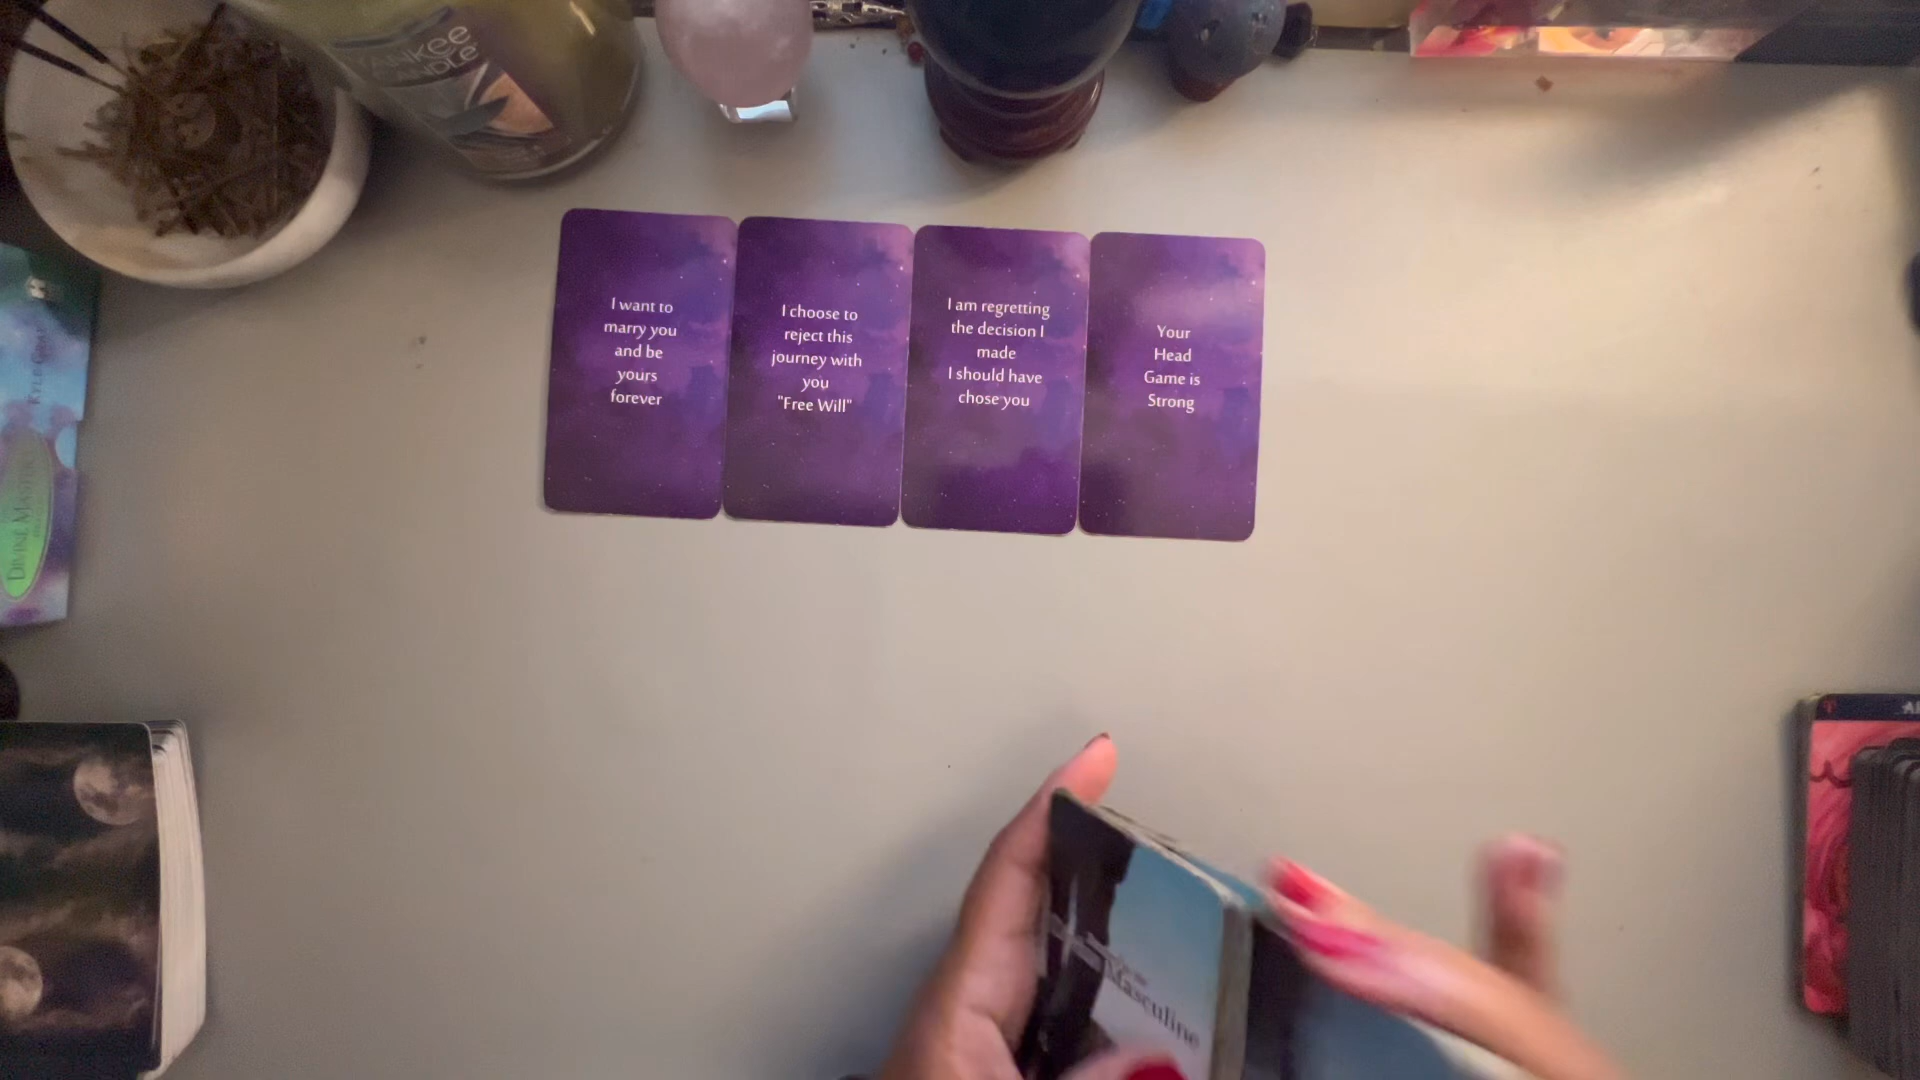 YANKEE
CANDLE
I want to
marry you
and be
yours
forever
I choose to
reject this
journey with
you
"Free Will"
I am regretting
the decision I
made
I should have
chose you
Your
Head
Game is
Strong
DIVINE
Masculine